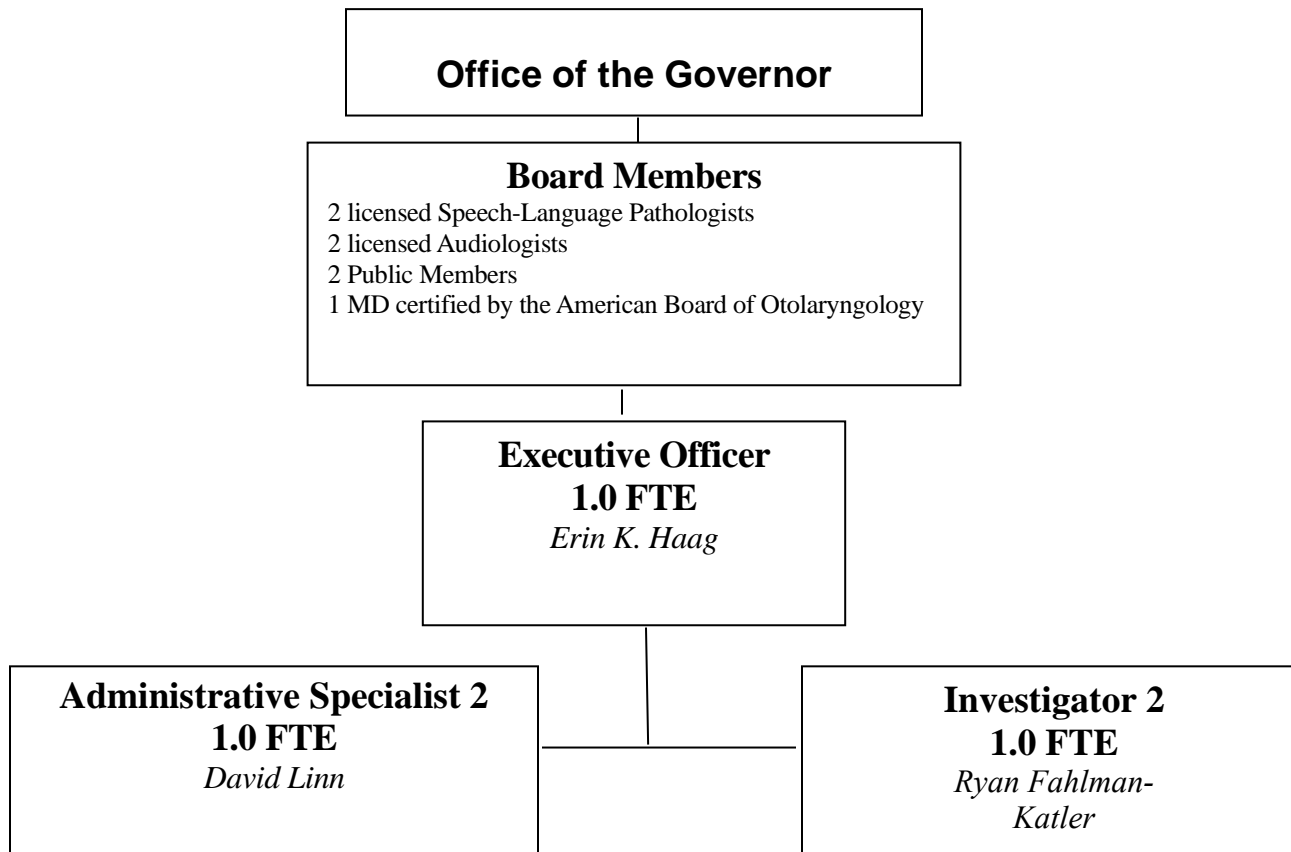 Office of the Governor
Board Members
2 licensed Speech-Language Pathologists
2 licensed Audiologists
2 Public Members
1 MD certified by the American Board of Otolaryngology
Executive Officer
1.0 FTE
Erin K. Haag
Administrative Specialist 2
1.0 FTE
David Linn
Investigator 2
1.0 FTE
Ryan Fahlman-
Katler